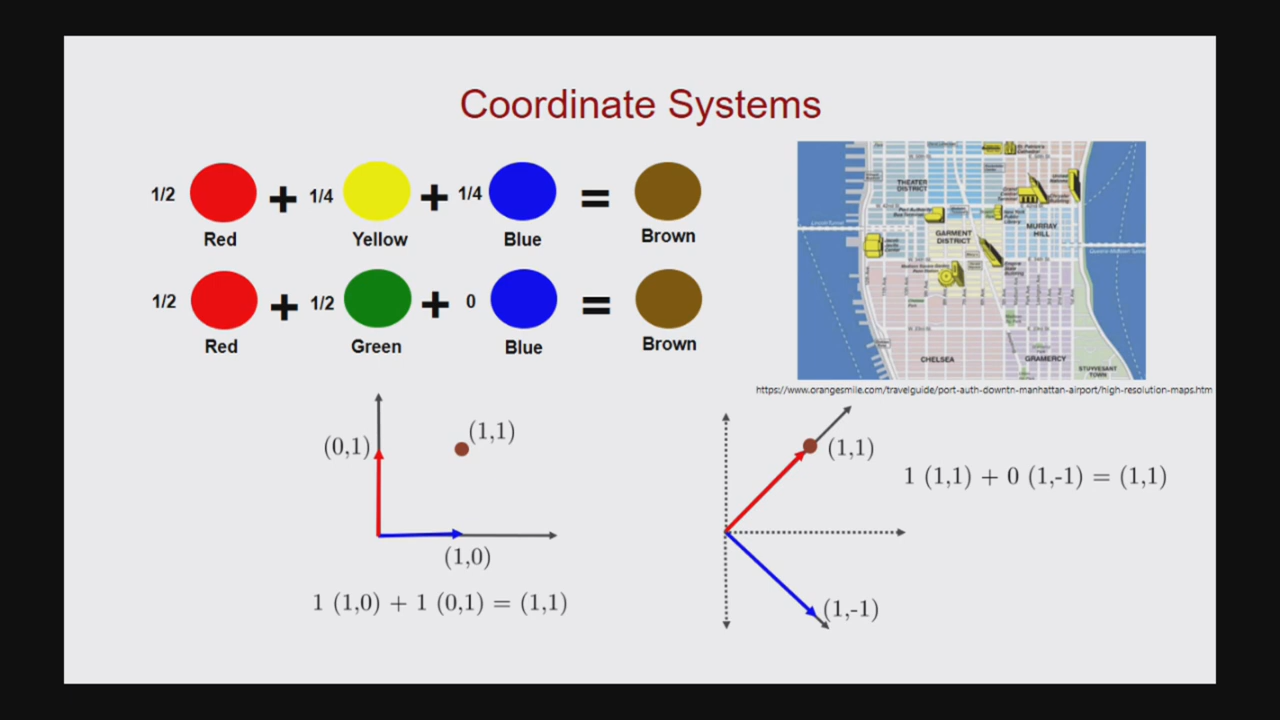 Coordinate Systems
1/2 + 1/4 + 1/4 =
Red Yellow Blue Brown
1/2 + 1/2 + 0 =
Red Green Blue Brown
THEATER
DISTRICT
GARMENT
DISTRICT
MURRAY
HILL
CHELSEA
GRAMERCY
STUYVESANT
TOWN
https://www.orangesmile.com/travelguide/port-auth-downtn-manhattan-airport/high-resolution-maps.htm
(0,1)
(1,1)
(1,0)
1 (1,0) + 1 (0,1) = (1,1)
(1,1)
1 (1,1) + 0 (1,-1) = (1,1)
(1,-1)